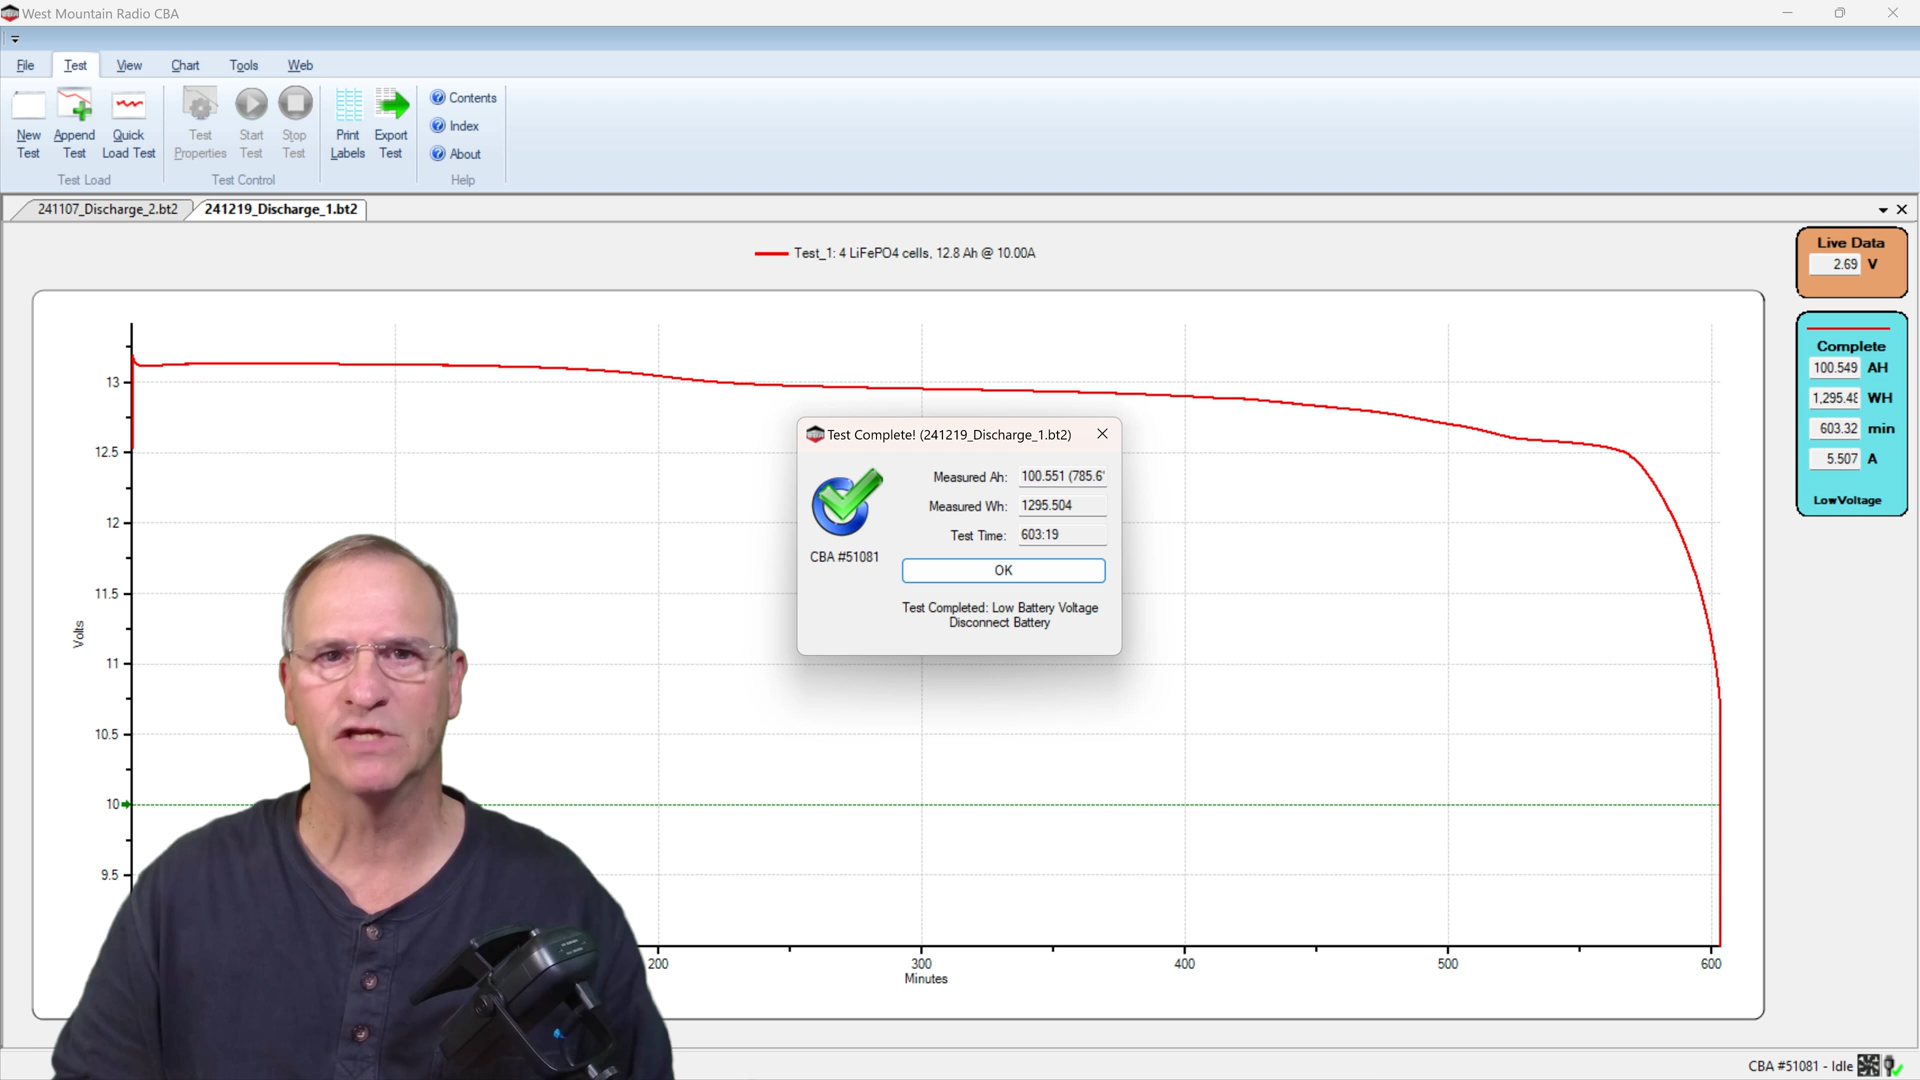 West Mountain Radio CBA
File Test View Chart Tools Web
New Test
Append Test
Quick Load Test
Test Load
Test Properties
Start Test
Stop Test
Test Control
Print Labels
Export Test
Contents
Index
About
Help
241107_Discharge_2.bt2
241219_Discharge_1.bt2
Test_1: 4 LiFePO4 cells, 12.8 Ah @ 10.00A
Live Data
2.69 V
Complete
100.549 AH
1,295.48 WH
603.32 min
5.507 A
LowVoltage
Test Complete! (241219_Discharge_1.bt2)
Measured Ah: 100.551 (785.6
Measured Wh: 1295.504
Test Time: 603:19
CBA #51081
OK
Test Completed: Low Battery Voltage
Disconnect Battery
Volts
13
12.5
12
11.5
11
10.5
10
9.5
200 300 400 500 600
Minutes
CBA #51081 - Idle